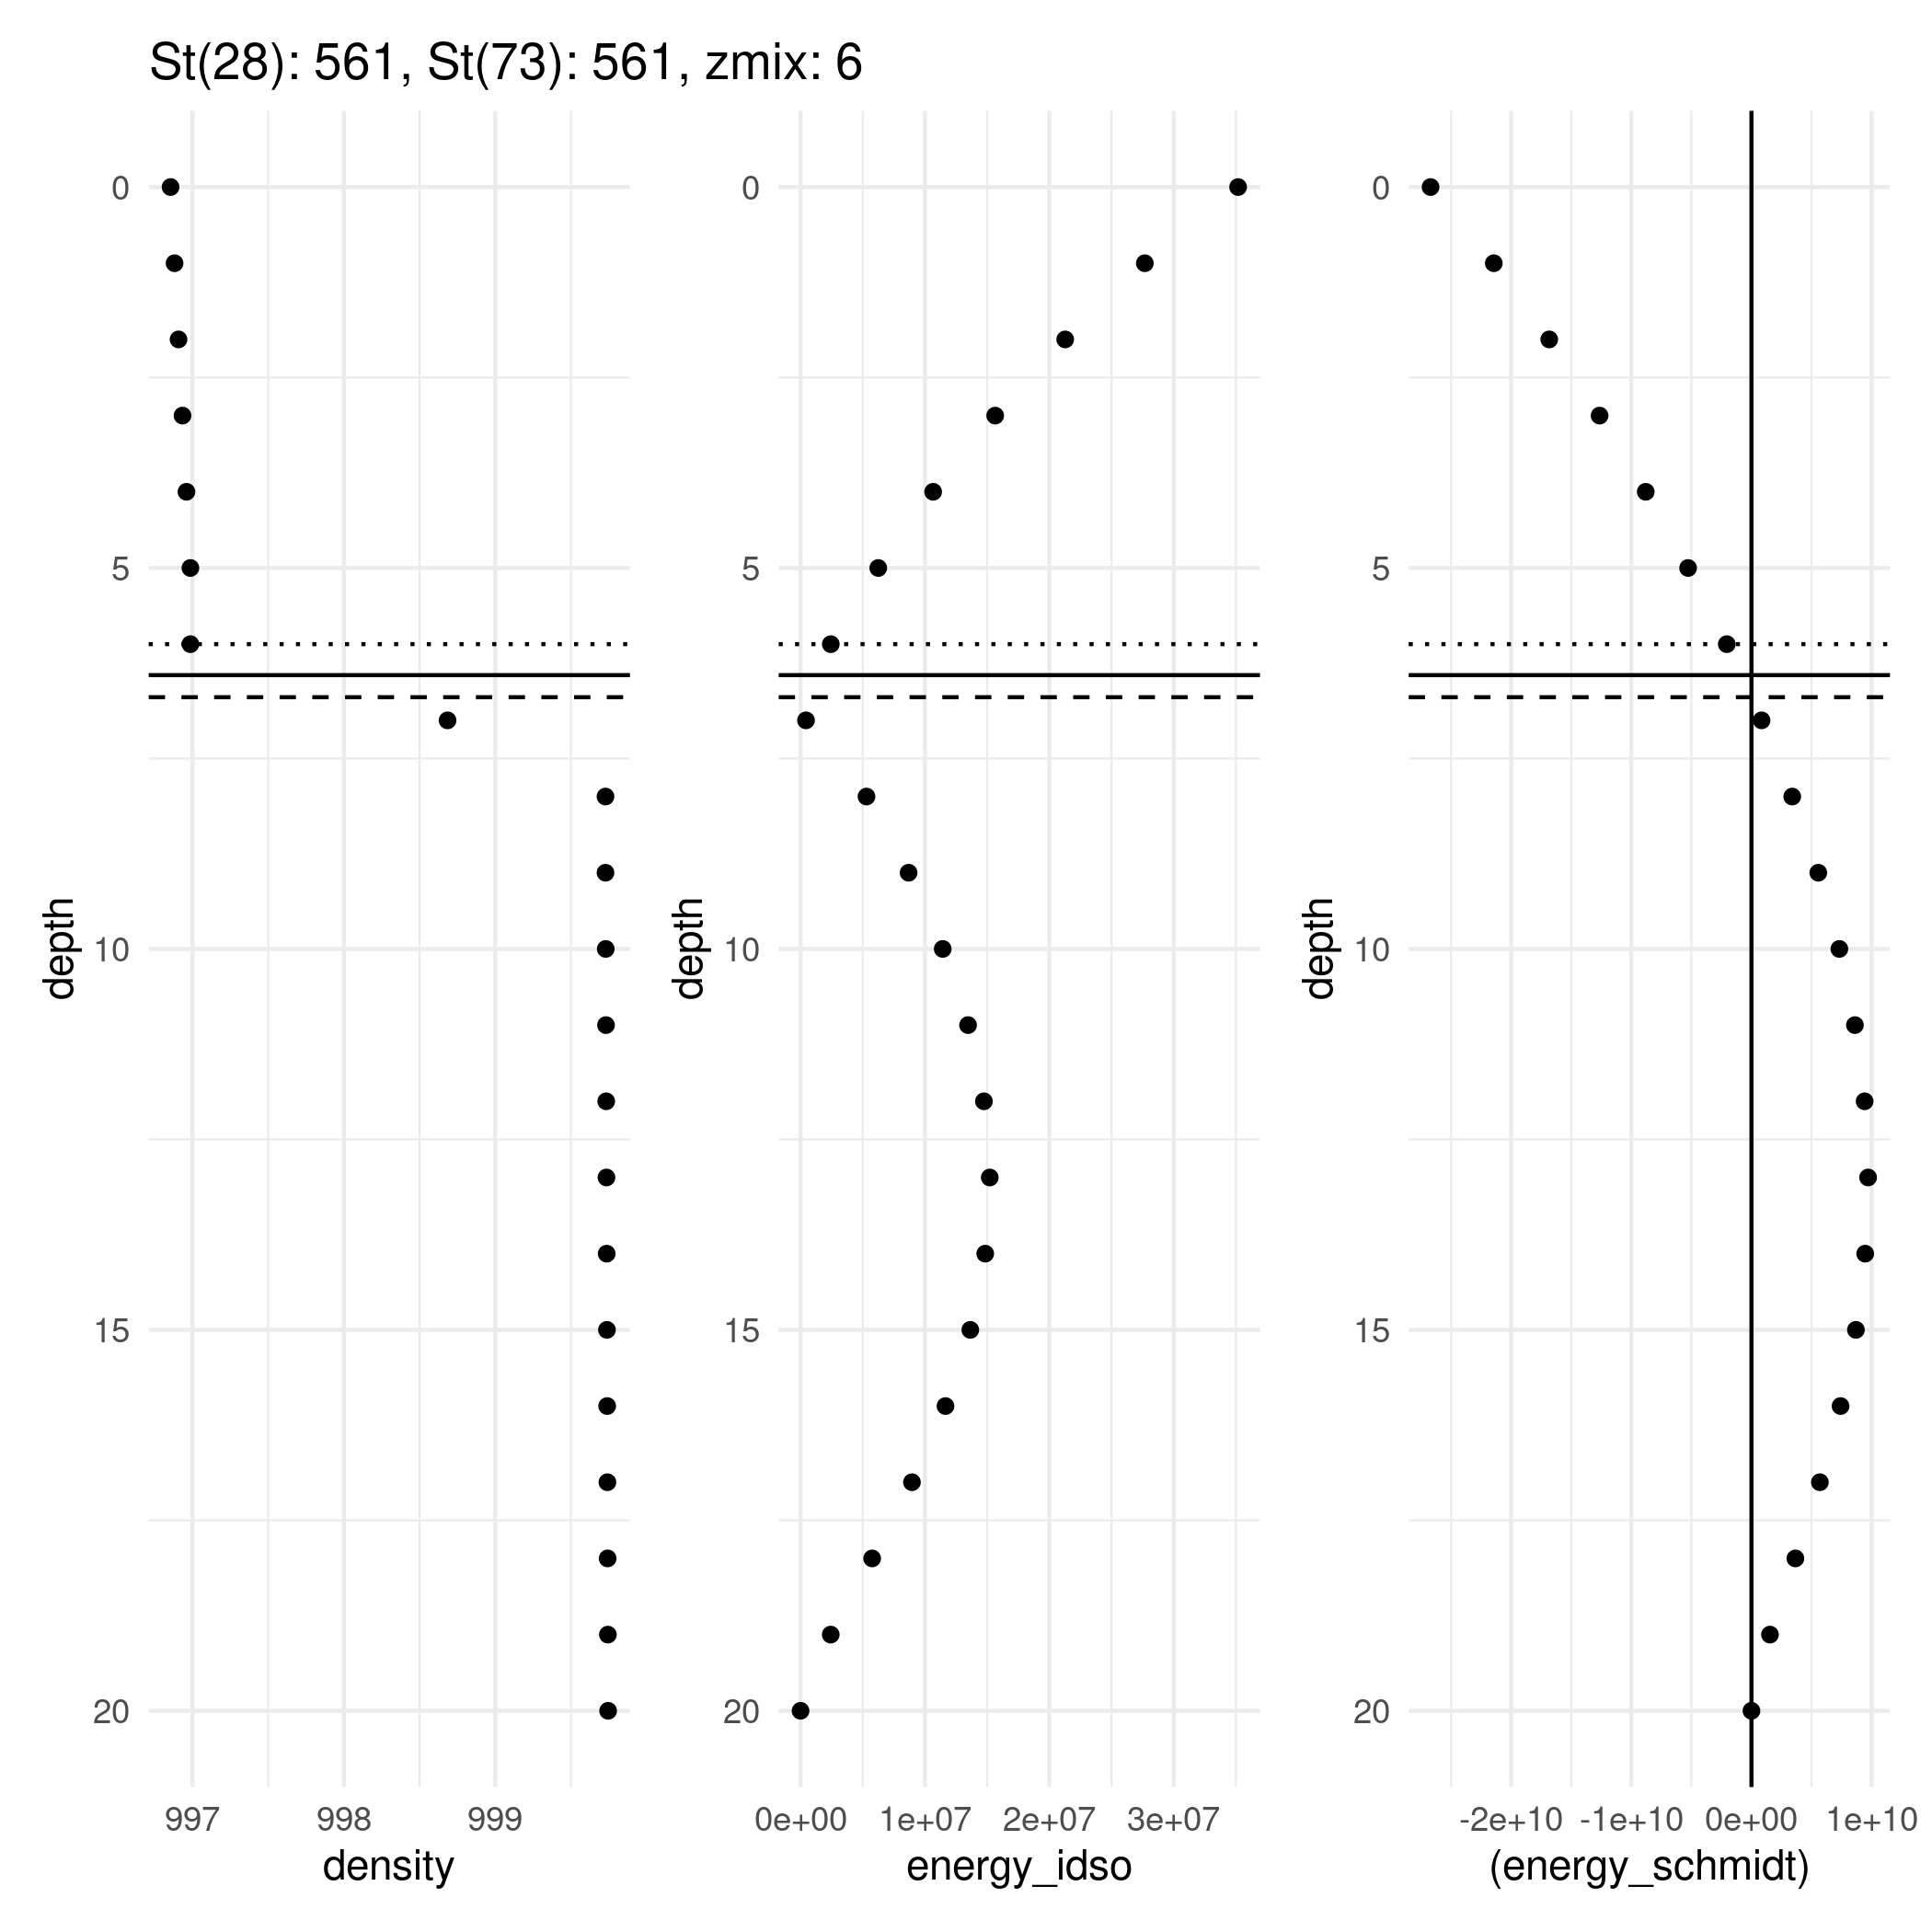 St(28): 561, St(73): 561, zmix: 6
0
5
10
15
20
depth
997 998 999
density
0
5
10
15
20
depth
0e+00 1e+07 2e+07 3e+07
energy_idso
0
5
10
15
20
depth
-2e+10 -1e+10 0e+00 1e+10
(energy_schmidt)